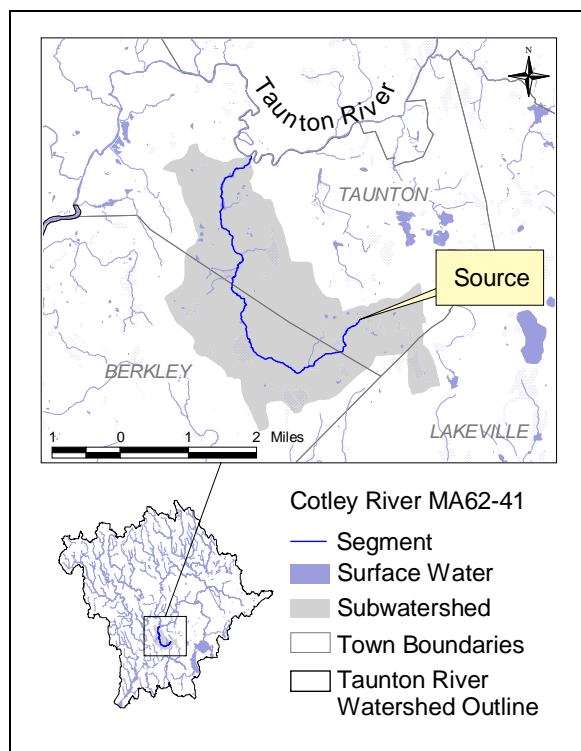 N
Taunton River
TAUNTON
Source
BERKLEY
LAKEVILLE
1 0 1 2 Miles
Cotley River MA62-41
Segment
Surface Water
Subwatershed
Town Boundaries
Taunton River
Watershed Outline